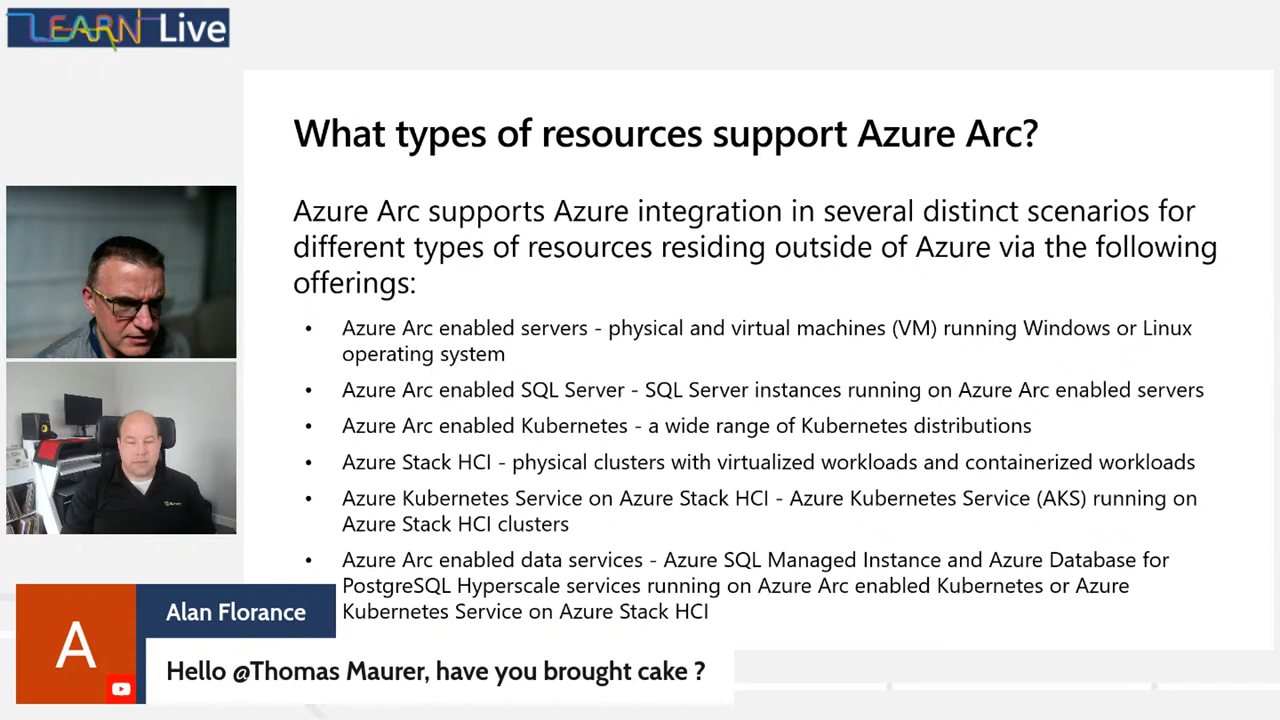 LEARN Live
What types of resources support Azure Arc?
Azure Arc supports Azure integration in several distinct scenarios for
different types of resources residing outside of Azure via the following
offerings:
• Azure Arc enabled servers - physical and virtual machines (VM) running Windows or Linux
operating system
• Azure Arc enabled SQL Server - SQL Server instances running on Azure Arc enabled servers
• Azure Arc enabled Kubernetes - a wide range of Kubernetes distributions
• Azure Stack HCI - physical clusters with virtualized workloads and containerized workloads
• Azure Kubernetes Service on Azure Stack HCI - Azure Kubernetes Service (AKS) running on
Azure Stack HCI clusters
• Azure Arc enabled data services - Azure SQL Managed Instance and Azure Database for
PostgreSQL Hyperscale services running on Azure Arc enabled Kubernetes or Azure
Kubernetes Service on Azure Stack HCI
A
Alan Florance
Hello @Thomas Maurer, have you brought cake ?